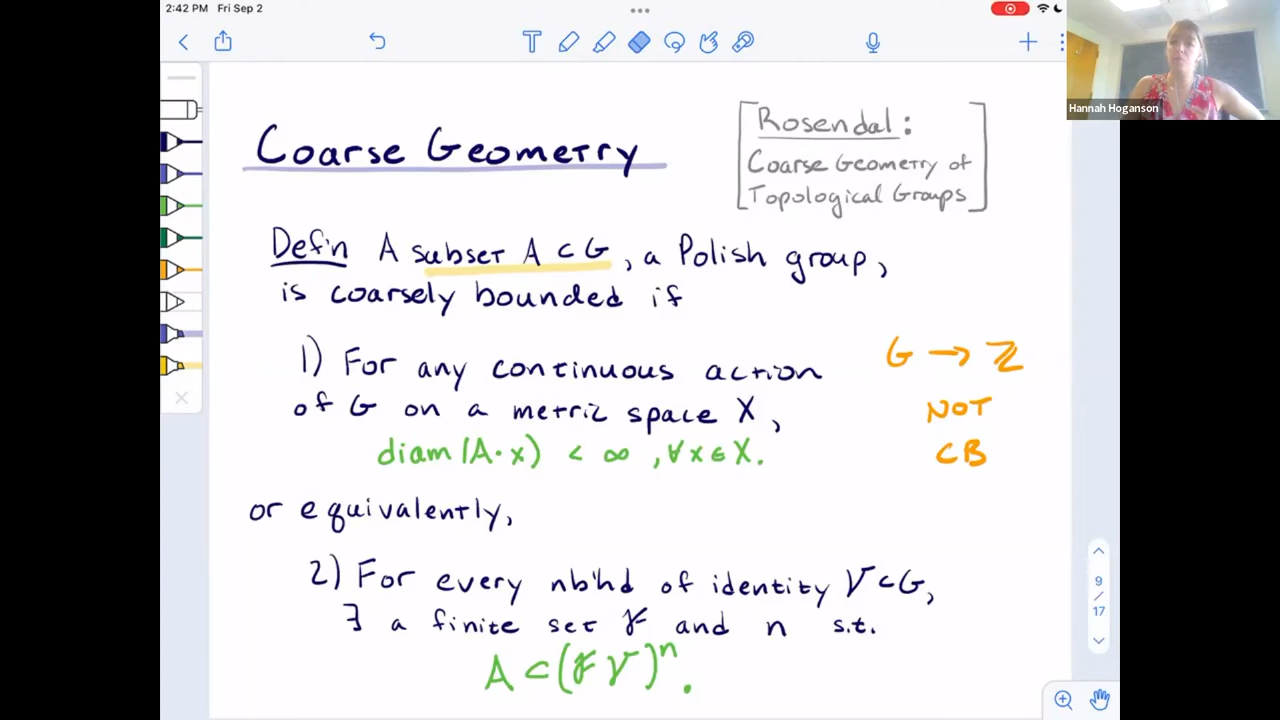 2:42 PM Fri Sep 2
Hannah Hoganson
Coarse Geometry
[Rosendal:
Coarse Geometry of
Topological Groups]
Def'n A subset A ⊂ G, a Polish group,
is coarsely bounded if
1) For any continuous action
of G on a metric space X,
diam(A·x) < ∞, ∀x∈X.
G → ℤ
NOT
CB
or equivalently,
2) For every nb'hd of identity V⊂G,
∃ a finite set F and n s.t.
A ⊂ (FV)ⁿ.
9
/
17